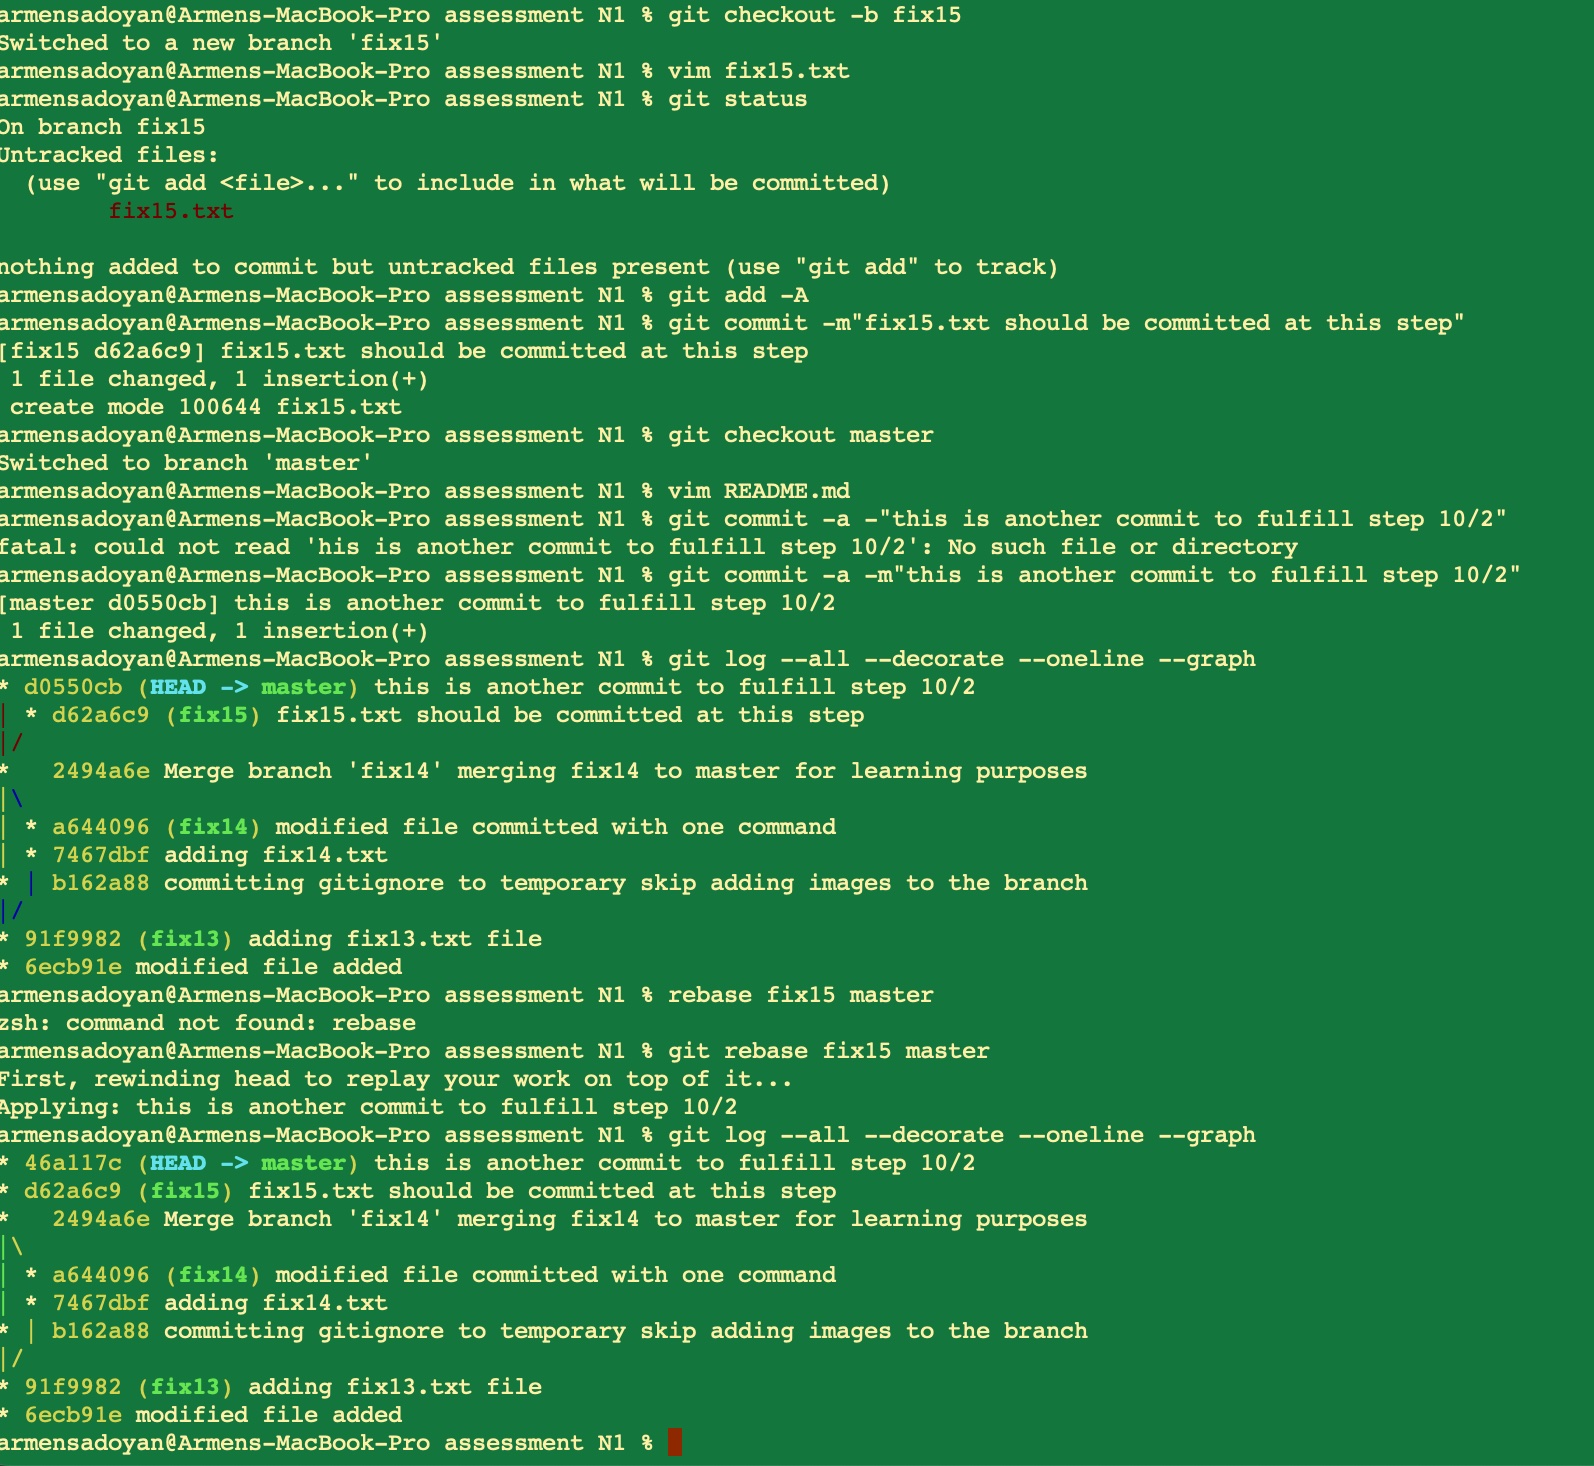 armensadoyan@Armens-MacBook-Pro assessment N1 % git checkout -b fix15
Switched to a new branch 'fix15'
armensadoyan@Armens-MacBook-Pro assessment N1 % vim fix15.txt
armensadoyan@Armens-MacBook-Pro assessment N1 % git status
On branch fix15
Untracked files:
  (use "git add <file>..." to include in what will be committed)
        fix15.txt

nothing added to commit but untracked files present (use "git add" to track)
armensadoyan@Armens-MacBook-Pro assessment N1 % git add -A
armensadoyan@Armens-MacBook-Pro assessment N1 % git commit -m"fix15.txt should be committed at this step"
[fix15 d62a6c9] fix15.txt should be committed at this step
 1 file changed, 1 insertion(+)
 create mode 100644 fix15.txt
armensadoyan@Armens-MacBook-Pro assessment N1 % git checkout master
Switched to branch 'master'
armensadoyan@Armens-MacBook-Pro assessment N1 % vim README.md
armensadoyan@Armens-MacBook-Pro assessment N1 % git commit -a -"this is another commit to fulfill step 10/2"
fatal: could not read 'his is another commit to fulfill step 10/2': No such file or directory
armensadoyan@Armens-MacBook-Pro assessment N1 % git commit -a -m"this is another commit to fulfill step 10/2"
[master d0550cb] this is another commit to fulfill step 10/2
 1 file changed, 1 insertion(+)
armensadoyan@Armens-MacBook-Pro assessment N1 % git log --all --decorate --oneline --graph
* d0550cb (HEAD -> master) this is another commit to fulfill step 10/2
| * d62a6c9 (fix15) fix15.txt should be committed at this step
|/
*   2494a6e Merge branch 'fix14' merging fix14 to master for learning purposes
|\
| * a644096 (fix14) modified file committed with one command
| * 7467dbf adding fix14.txt
* | b162a88 committing gitignore to temporary skip adding images to the branch
|/
* 91f9982 (fix13) adding fix13.txt file
* 6ecb91e modified file added
armensadoyan@Armens-MacBook-Pro assessment N1 % rebase fix15 master
zsh: command not found: rebase
armensadoyan@Armens-MacBook-Pro assessment N1 % git rebase fix15 master
First, rewinding head to replay your work on top of it...
Applying: this is another commit to fulfill step 10/2
armensadoyan@Armens-MacBook-Pro assessment N1 % git log --all --decorate --oneline --graph
* 46a117c (HEAD -> master) this is another commit to fulfill step 10/2
* d62a6c9 (fix15) fix15.txt should be committed at this step
*   2494a6e Merge branch 'fix14' merging fix14 to master for learning purposes
|\
| * a644096 (fix14) modified file committed with one command
| * 7467dbf adding fix14.txt
* | b162a88 committing gitignore to temporary skip adding images to the branch
|/
* 91f9982 (fix13) adding fix13.txt file
* 6ecb91e modified file added
armensadoyan@Armens-MacBook-Pro assessment N1 %